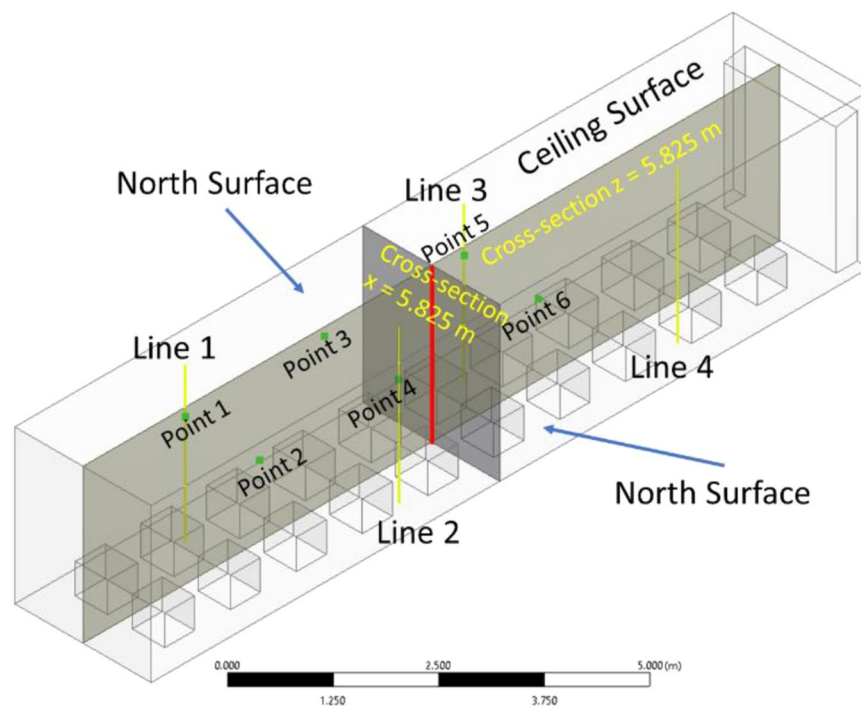 Ceiling Surface
North Surface
Line 3
Point 5
Cross-section z = 5.825 m
Cross-section
x = 5.825 m
Point 6
Point 3
Line 1
Point 1
Point 4
Line 4
Point 2
North Surface
Line 2
0.000
2.500
5.000 (m)
1.250
3.750